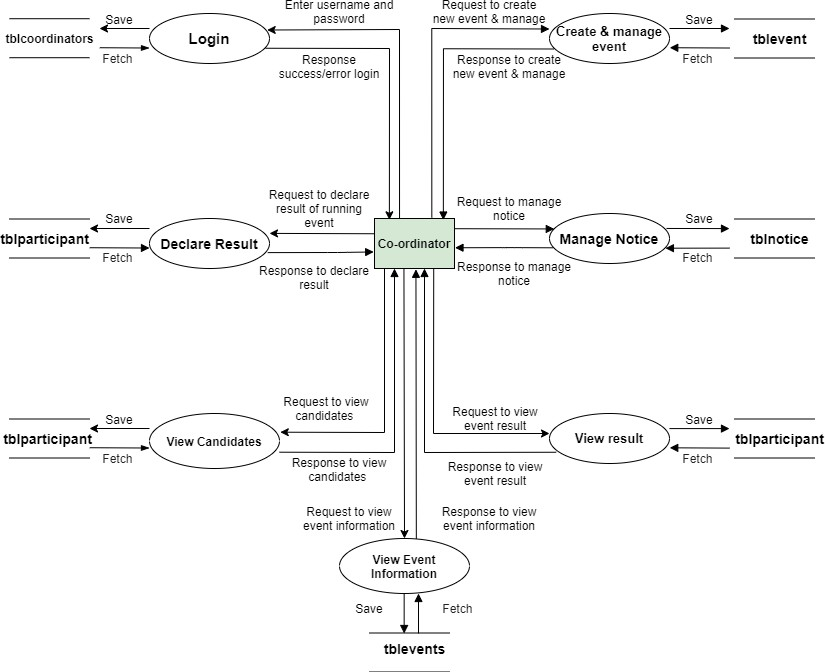 Enter username and
password
Request to create
new event & manage
Save
tblcoordinators
Fetch
Login
Response
success/error login
Create & manage
event
Response to create
new event & manage
Save
tblevent
Fetch
Save
tblparticipant
Fetch
Declare Result
Request to declare
result of running
event
Response to declare
result
Co-ordinator
Request to manage
notice
Response to manage
notice
Manage Notice
Save
tblnotice
Fetch
Save
tblparticipant
Fetch
View Candidates
Request to view
candidates
Response to view
candidates
Request to view
event result
Response to view
event result
View result
Save
tblparticipant
Fetch
Request to view
event information
Response to view
event information
View Event
Information
Save
Fetch
tblevents